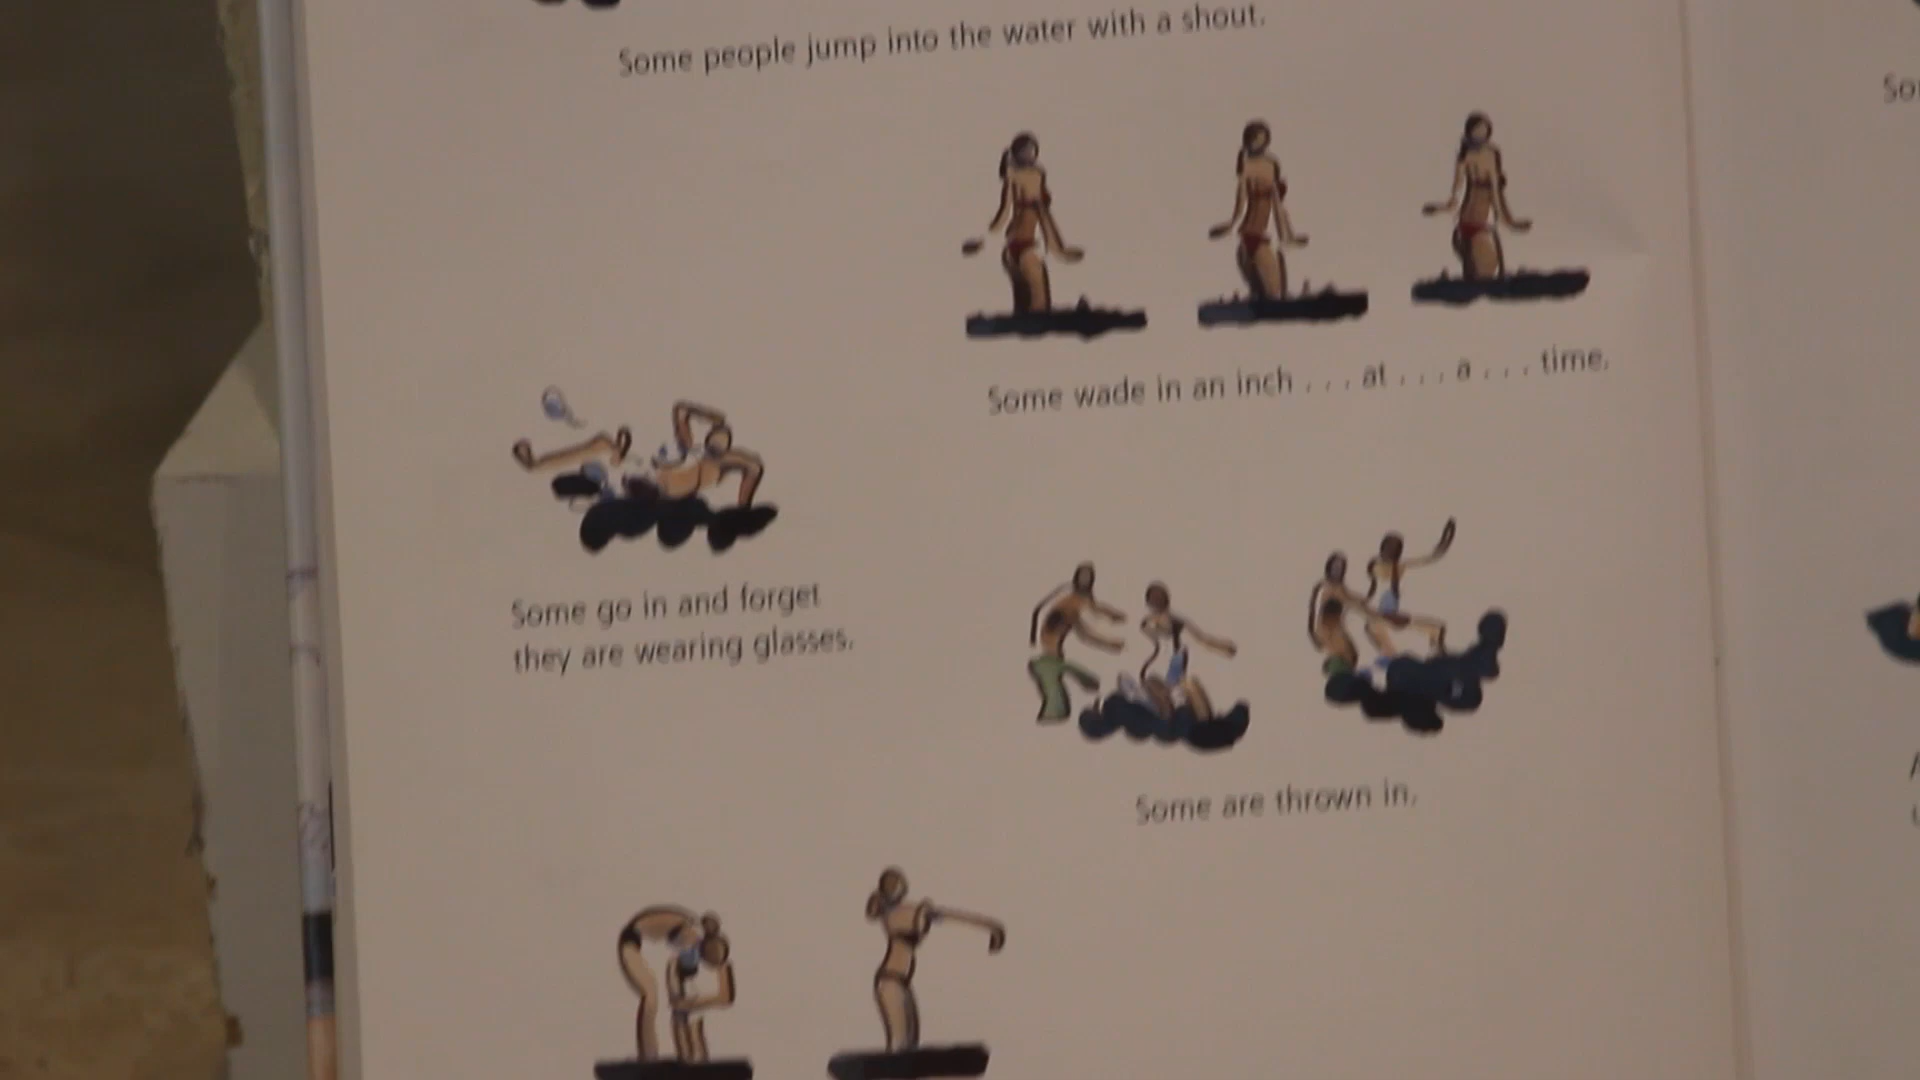 Some people jump into the water with a shout.
Some wade in an inch . . . at . . . a . . . time.
Some go in and forget
they are wearing glasses.
Some are thrown in.